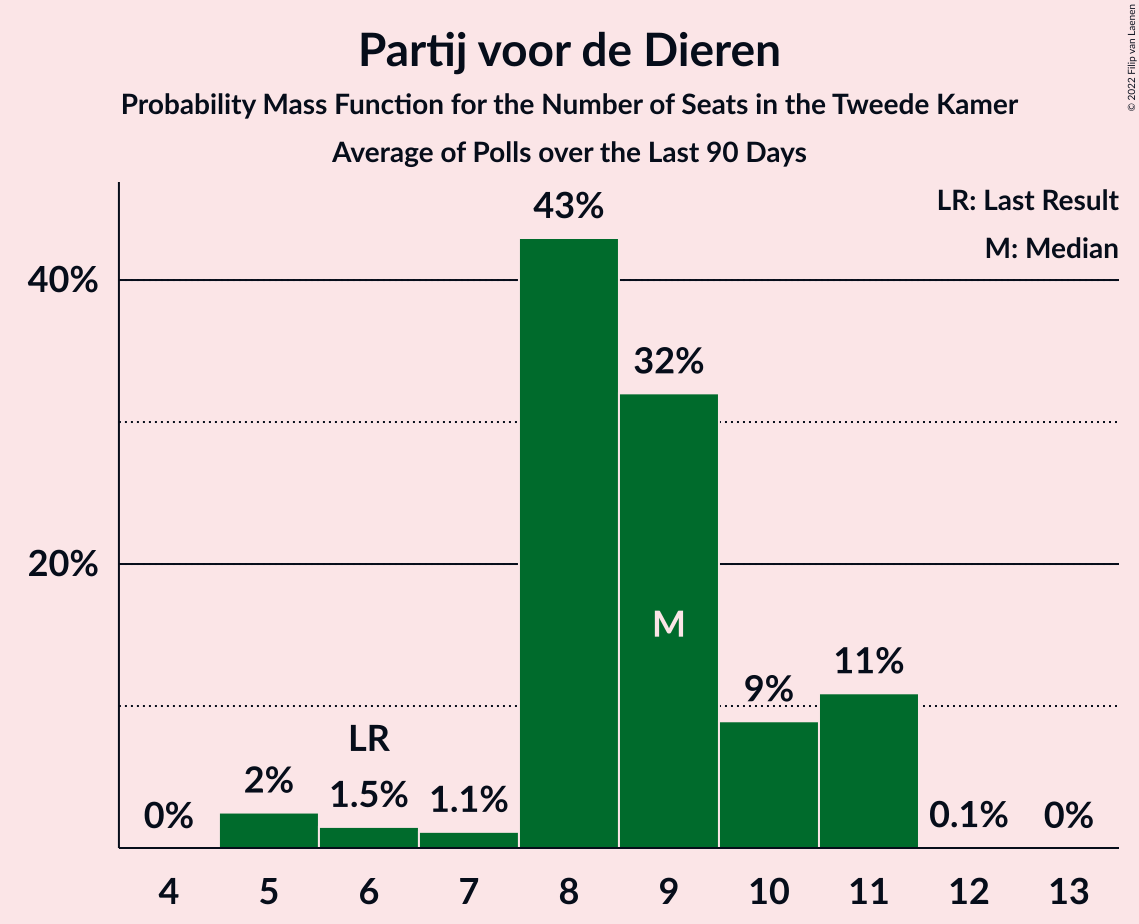 Partij voor de Dieren
Probability Mass Function for the Number of Seats in the Tweede Kamer
Average of Polls over the Last 90 Days
© 2022 Filip van Laenen
LR: Last Result
M: Median
43%
40%
32%
20%
M
11%
9%
LR
2%
1.5%
1.1%
0%
0.1%
0%
4 5 6 7 8 9 10 11 12 13